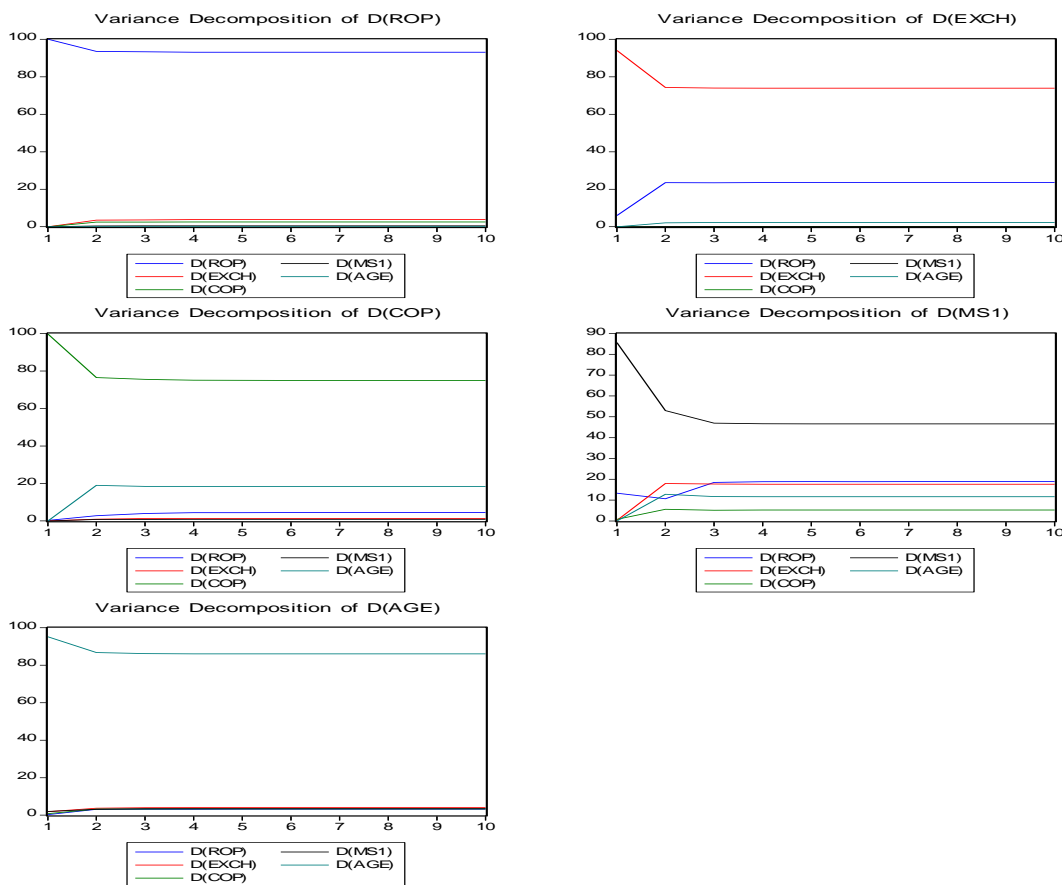 Variance Decomposition of D(ROP)
100
80
60
40
20
0
1 2 3 4 5 6 7 8 9 10
D(ROP) D(MS1)
D(EXCH) D(AGE)
D(COP)
Variance Decomposition of D(EXCH)
100
80
60
40
20
0
1 2 3 4 5 6 7 8 9 10
D(ROP) D(MS1)
D(EXCH) D(AGE)
D(COP)
Variance Decomposition of D(COP)
100
80
60
40
20
0
1 2 3 4 5 6 7 8 9 10
D(ROP) D(MS1)
D(EXCH) D(AGE)
D(COP)
Variance Decomposition of D(MS1)
90
80
70
60
50
40
30
20
10
0
1 2 3 4 5 6 7 8 9 10
D(ROP) D(MS1)
D(EXCH) D(AGE)
D(COP)
Variance Decomposition of D(AGE)
100
80
60
40
20
0
1 2 3 4 5 6 7 8 9 10
D(ROP) D(MS1)
D(EXCH) D(AGE)
D(COP)